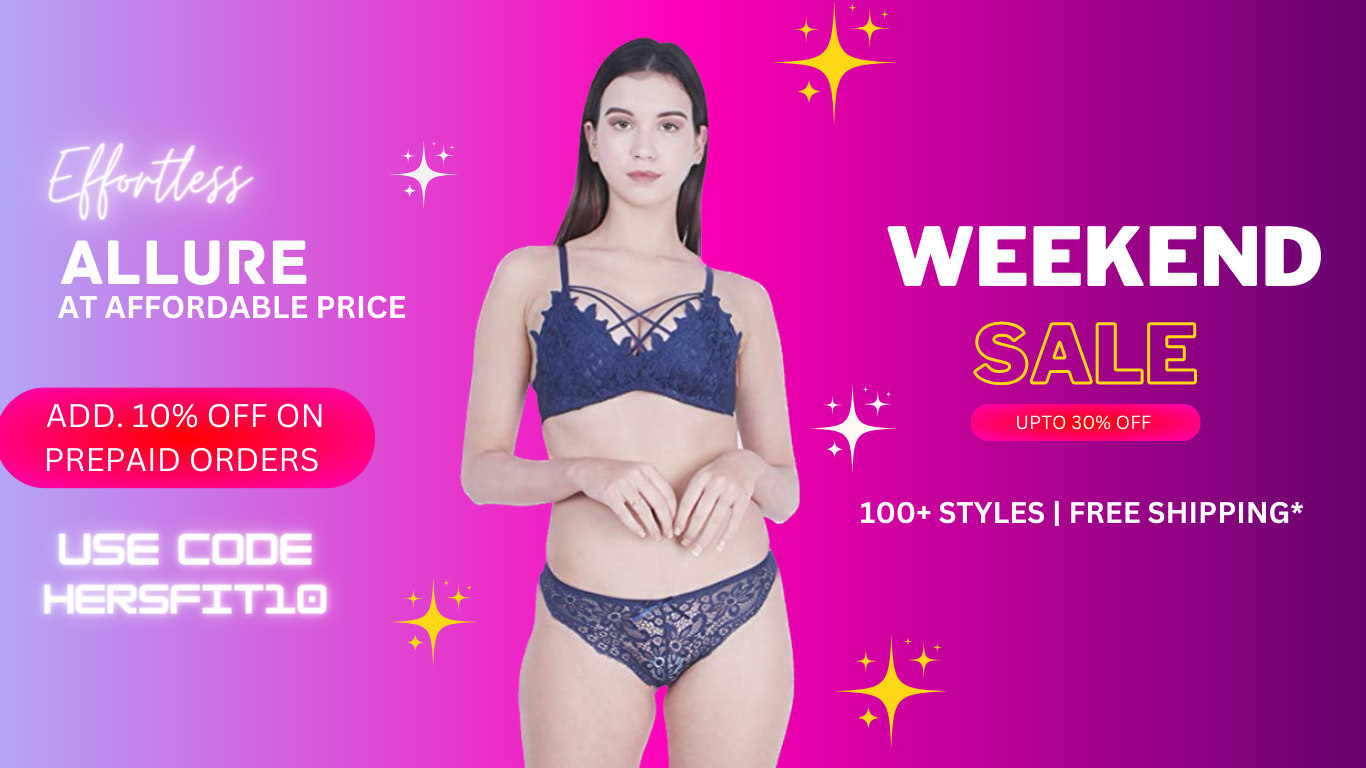 Effortless
ALLURE
AT AFFORDABLE PRICE
ADD. 10% OFF ON
PREPAID ORDERS
USE CODE
HERSFIT10
WEEKEND
SALE
UPTO 30% OFF
100+ STYLES | FREE SHIPPING*